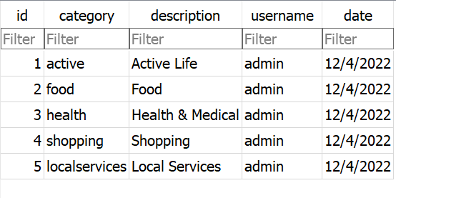 id category description username date
Filter Filter Filter Filter Filter
1 active Active Life admin 12/4/2022
2 food Food admin 12/4/2022
3 health Health & Medical admin 12/4/2022
4 shopping Shopping admin 12/4/2022
5 localservices Local Services admin 12/4/2022